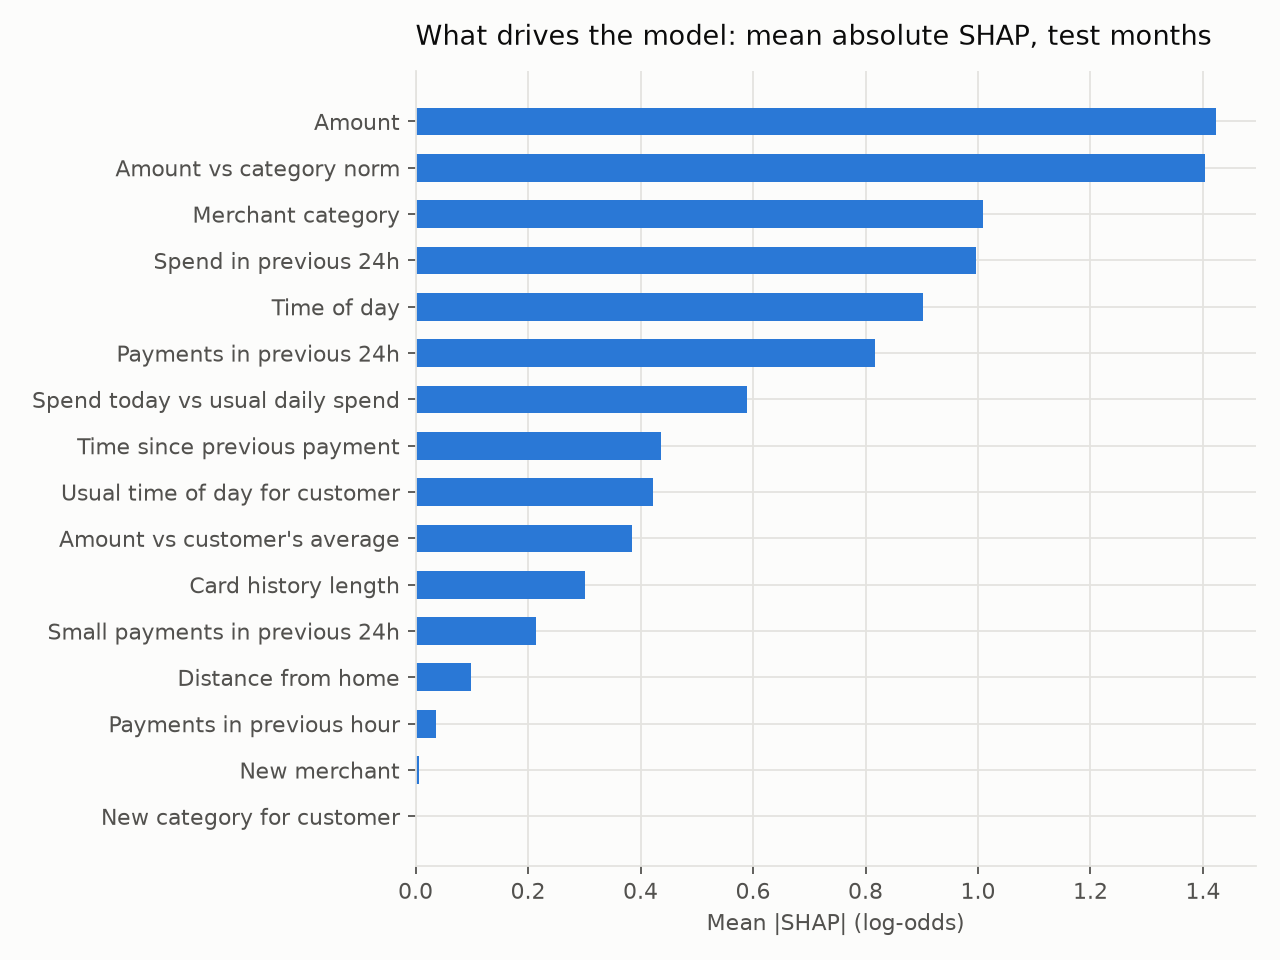 What drives the model: mean absolute SHAP, test months
Amount
Amount vs category norm
Merchant category
Spend in previous 24h
Time of day
Payments in previous 24h
Spend today vs usual daily spend
Time since previous payment
Usual time of day for customer
Amount vs customer's average
Card history length
Small payments in previous 24h
Distance from home
Payments in previous hour
New merchant
New category for customer
0.0 0.2 0.4 0.6 0.8 1.0 1.2 1.4
Mean |SHAP| (log-odds)